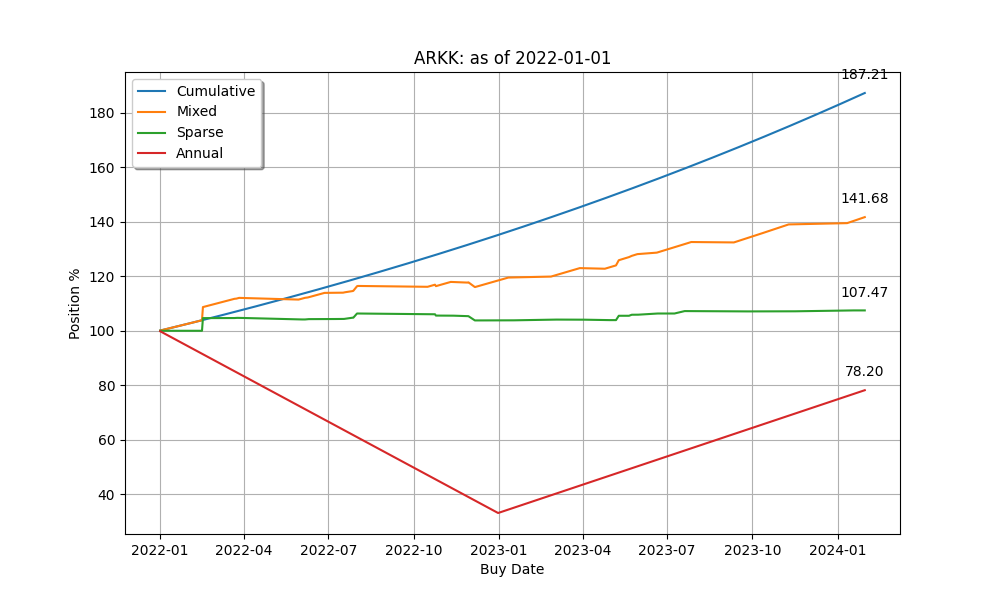 ARKK: as of 2022-01-01
187.21
Cumulative
Mixed
Sparse
Annual
180
160
141.68
140
120
107.47
100
78.20
80
60
40
Position %
2022-01 2022-04 2022-07 2022-10 2023-01 2023-04 2023-07 2023-10 2024-01
Buy Date